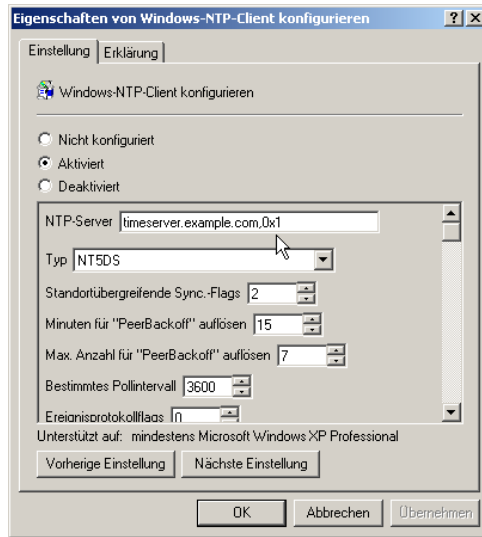 Eigenschaften von Windows-NTP-Client konfigurieren
Einstellung Erklärung
Windows-NTP-Client konfigurieren
Nicht konfiguriert
Aktiviert
Deaktiviert
NTP-Server timeserver.example.com,0x1
Typ NT5DS
Standortübergreifende Sync.-Flags 2
Minuten für "PeerBackoff" auflösen 15
Max. Anzahl für "PeerBackoff" auflösen 7
Bestimmtes Pollintervall 3600
Ereignisprotokollflags 0
Unterstützt auf: mindestens Microsoft Windows XP Professional
Vorherige Einstellung Nächste Einstellung
OK Abbrechen Übernehmen